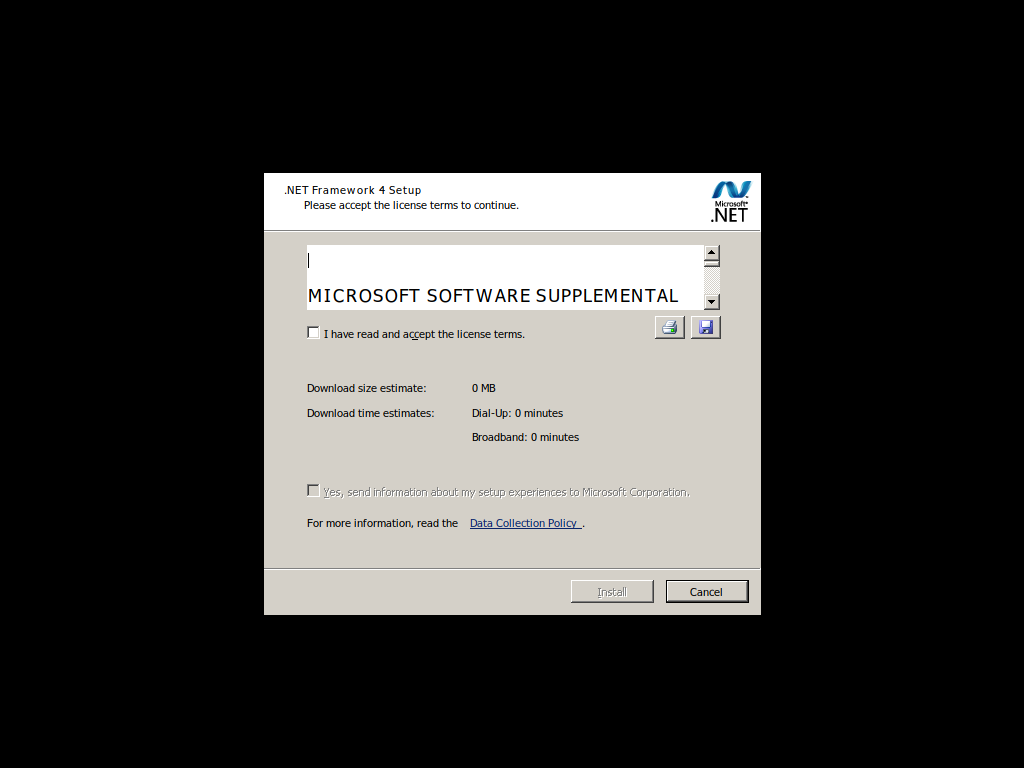 .NET Framework 4 Setup
Please accept the license terms to continue.
Microsoft®
.NET
MICROSOFT SOFTWARE SUPPLEMENTAL
I have read and accept the license terms.
Download size estimate: 0 MB
Download time estimates: Dial-Up: 0 minutes
Broadband: 0 minutes
Yes, send information about my setup experiences to Microsoft Corporation.
For more information, read the Data Collection Policy .
Install Cancel